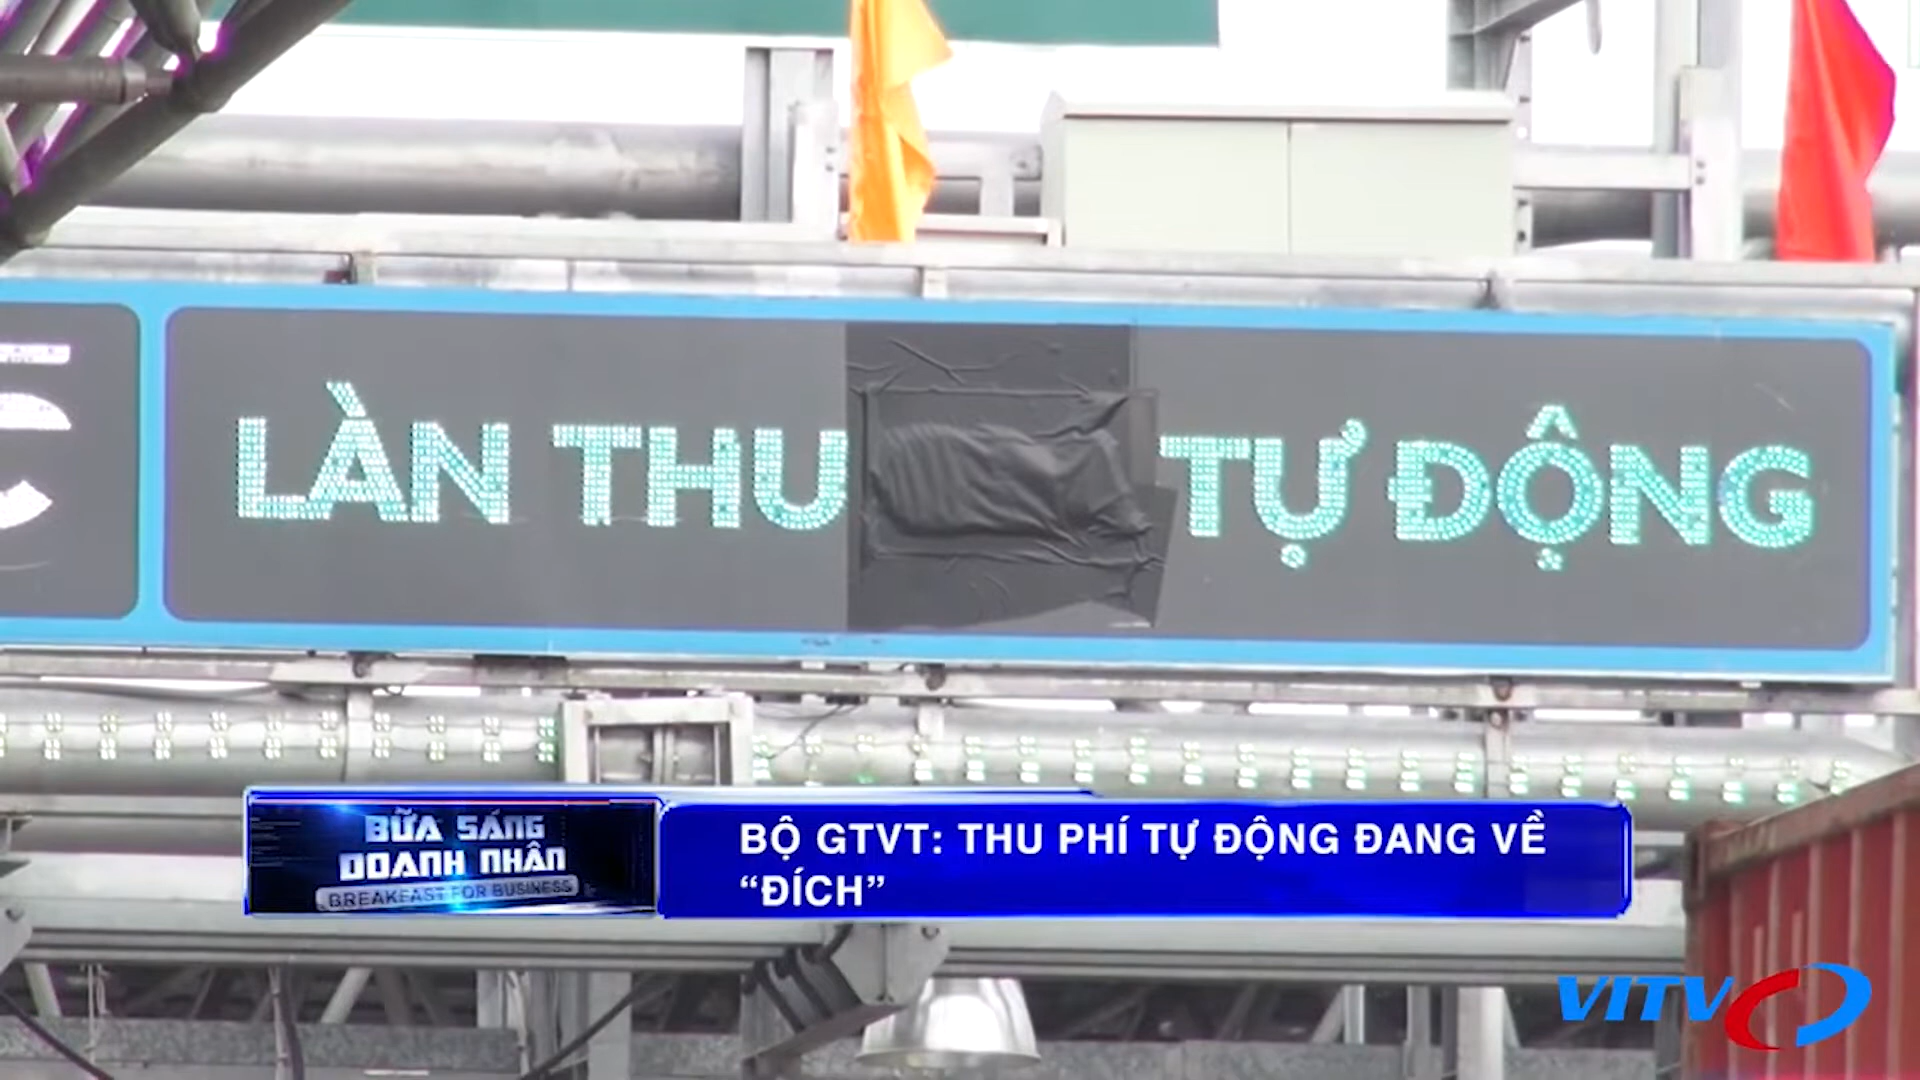 LÀN THU TỰ ĐỘNG
BỮA SÁNG
DOANH NHÂN
BREAKFAST FOR BUSINESS
BỘ GTVT: THU PHÍ TỰ ĐỘNG ĐANG VỀ
“ĐÍCH”
VITV